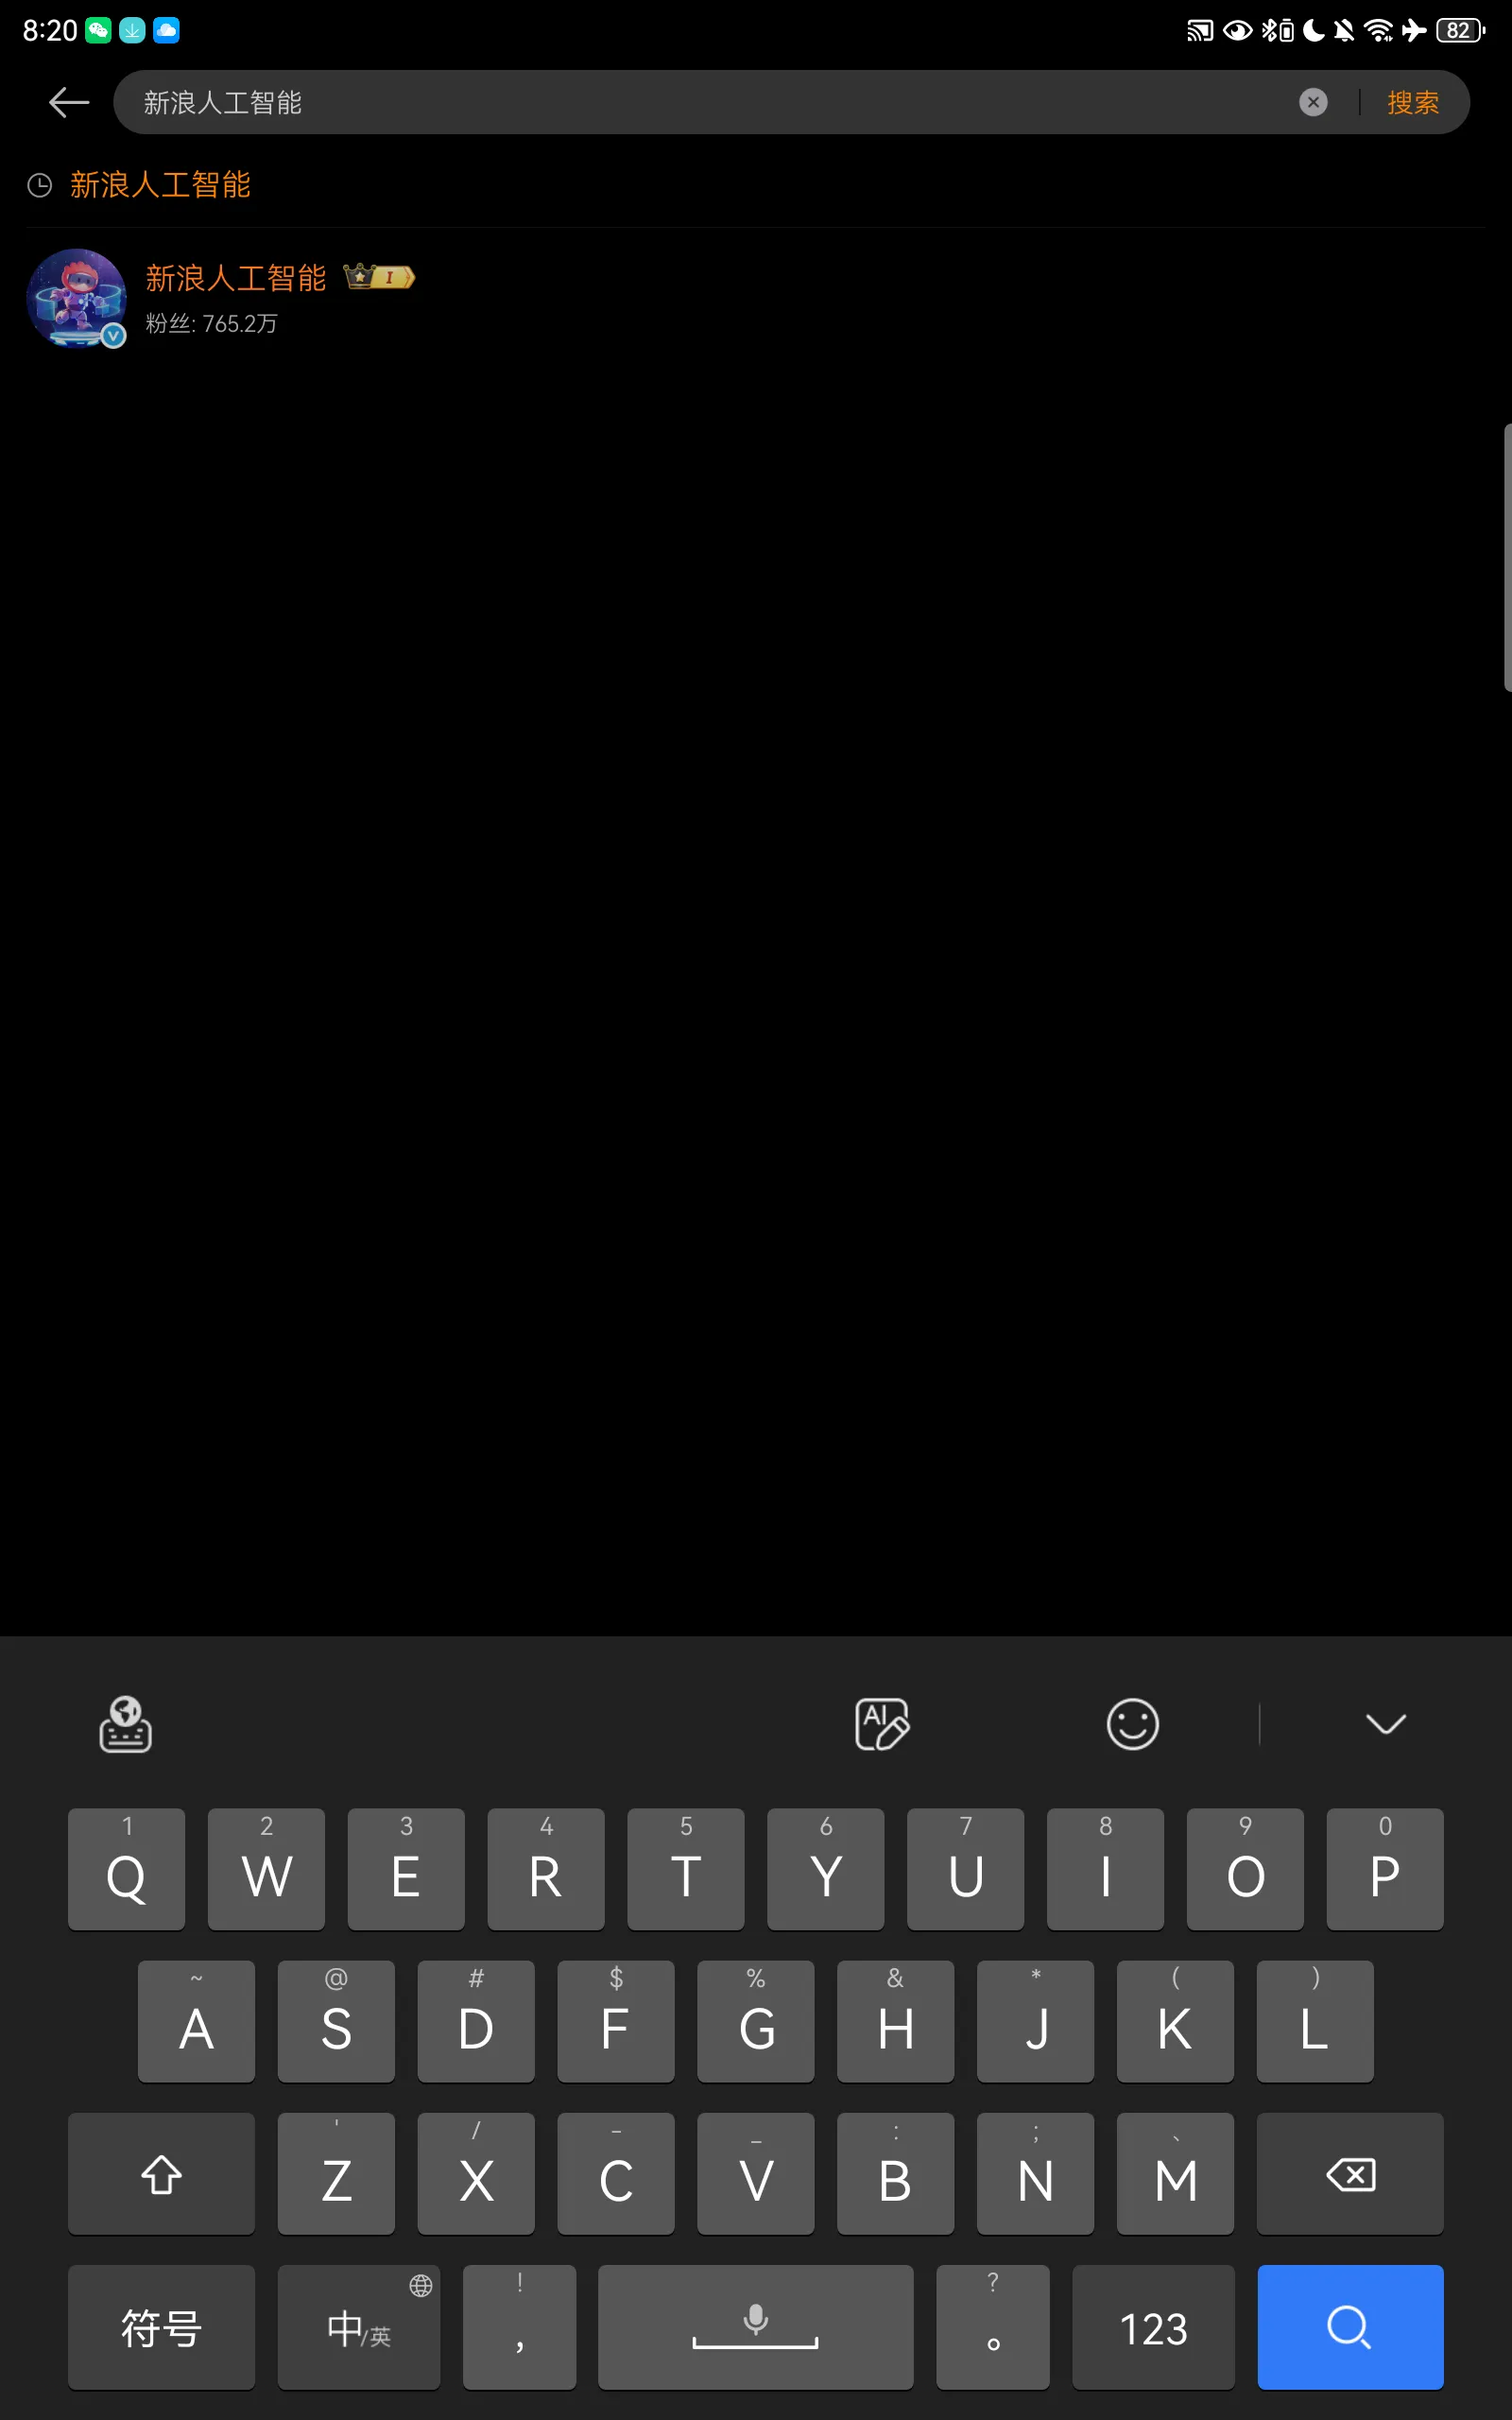 8:20
82
新浪人工智能
搜索
新浪人工智能
新浪人工智能 I
粉丝: 765.2万
AI
1 2 3 4 5 6 7 8 9 0
Q W E R T Y U I O P
~ @ # $ % & * ( )
A S D F G H J K L
' / - _ : ; 、
Z X C V B N M
! ?
符号 中/英 , 。 123